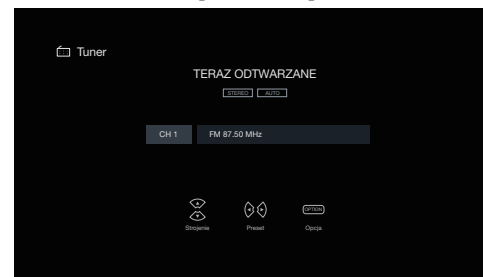 Tuner
TERAZ ODTWARZANE
STEREO AUTO
CH 1 FM 87.50 MHz
OPTION
Strojenie Preset Opcja